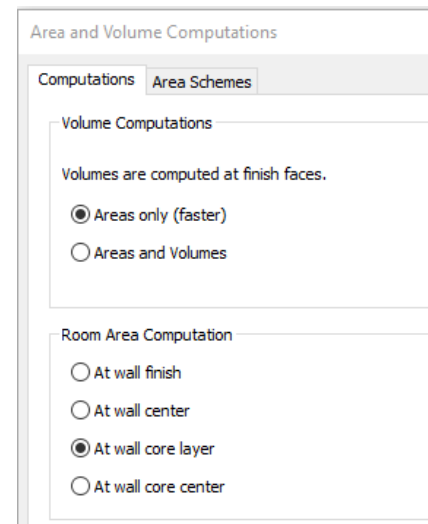 Area and Volume Computations
Computations Area Schemes
Volume Computations
Volumes are computed at finish faces.
Areas only (faster)
Areas and Volumes
Room Area Computation
At wall finish
At wall center
At wall core layer
At wall core center